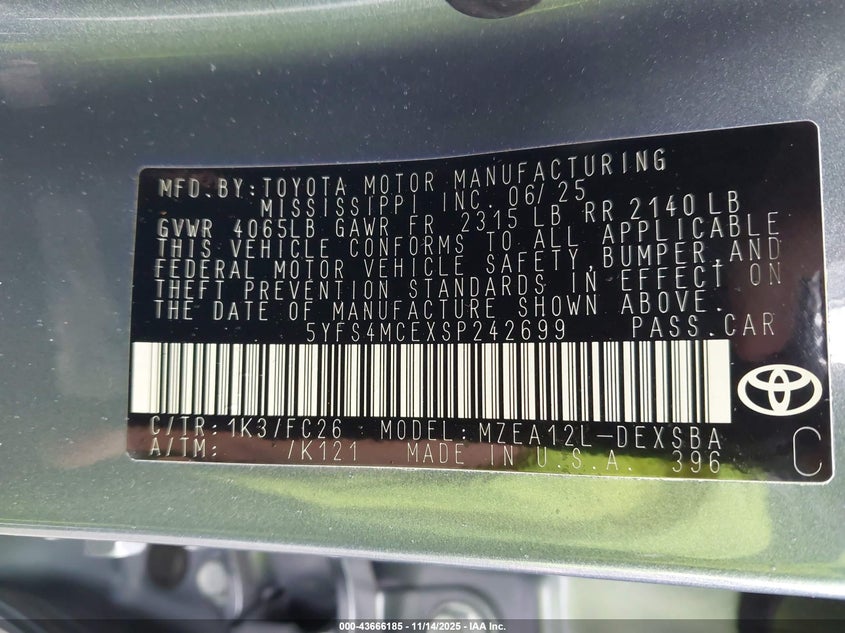 MFD. BY: TOYOTA MOTOR MANUFACTURING
MISSISSIPPI INC. 06/25
GVWR 4065LB GAWR FR 2315 LB RR 2140 LB
THIS VEHICLE CONFORMS TO ALL APPLICABLE
FEDERAL MOTOR VEHICLE SAFETY, BUMPER, AND
THEFT PREVENTION STANDARDS IN EFFECT ON
THE DATE OF MANUFACTURE SHOWN ABOVE.
5YFS4MCEXSP242699 PASS. CAR
C/TR: 1K3/FC26 MODEL: MZEA12L-DEXSBA
A/TM: /K121 MADE IN U.S.A. 396 C
000-43666185 - 11/14/2025 - IAA Inc.